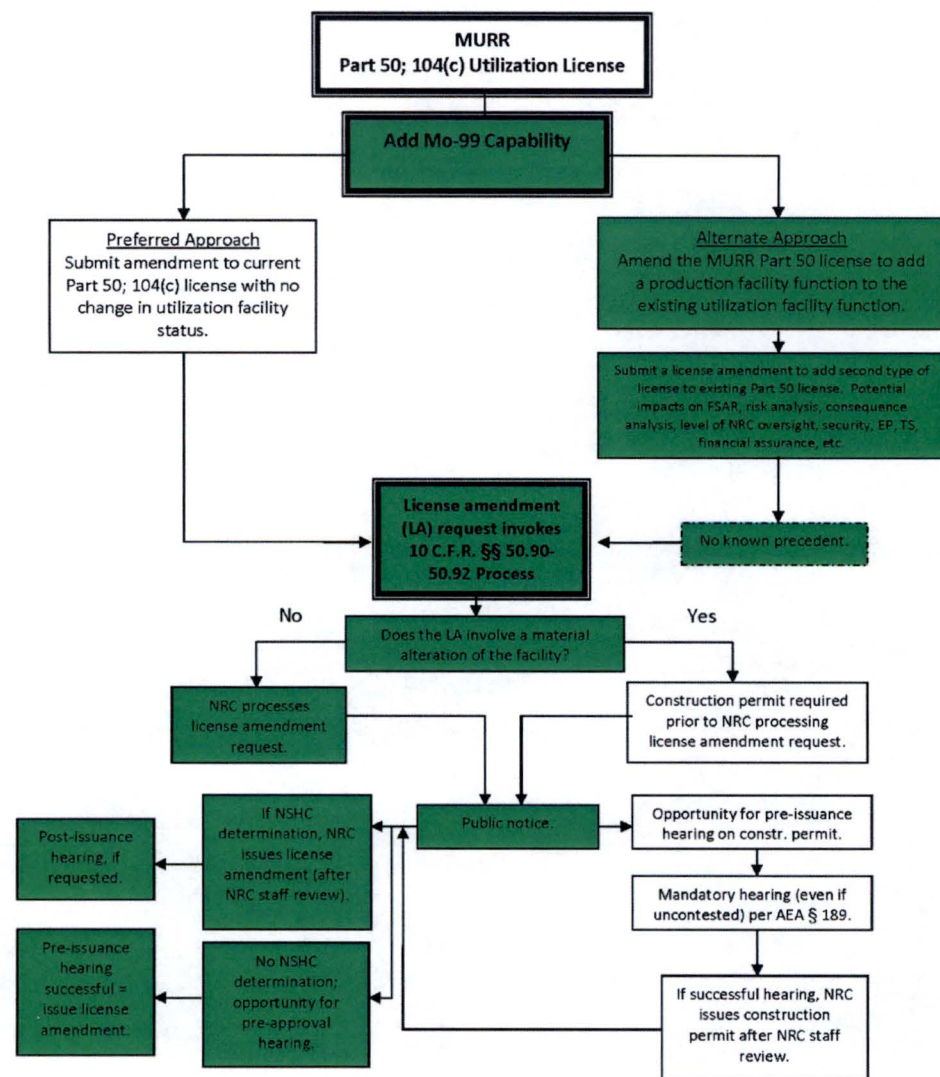 MURR
Part 50; 104(c) Utilization License
Add Mo-99 Capability
Preferred Approach
Submit amendment to current
Part 50; 104(c) license with no
change in utilization facility
status.
Alternate Approach
Amend the MURR Part 50 license to add
a production facility function to the
existing utilization facility function.
Submit a license amendment to add second type of
license to existing Part 50 license. Potential
impacts on FSAR, risk analysis, consequence
analysis, level of NRC oversight, security, EP, TS,
financial assurance, etc.
License amendment
(LA) request invokes
10 C.F.R. §§ 50.90-
50.92 Process
No known precedent.
No
Yes
Does the LA involve a material
alteration of the facility?
NRC processes
license amendment
request.
Construction permit required
prior to NRC processing
license amendment request.
Post-issuance
hearing, if
requested.
If NSHC
determination, NRC
issues license
amendment (after
NRC staff review).
Public notice.
Opportunity for pre-issuance
hearing on constr. permit.
Mandatory hearing (even if
uncontested) per AEA § 189.
Pre-issuance
hearing
successful =
issue license
amendment.
No NSHC
determination;
opportunity for
pre-approval
hearing.
If successful hearing, NRC
issues construction
permit after NRC staff
review.